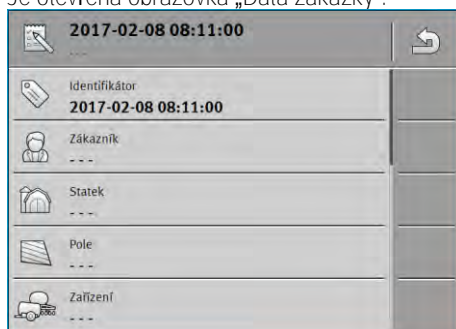 Je otevřená obrazovka „Data zakázky“.
2017-02-08 08:11:00
---
Identifikátor
2017-02-08 08:11:00
Zákazník
---
Statek
---
Pole
---
Zařízení
---